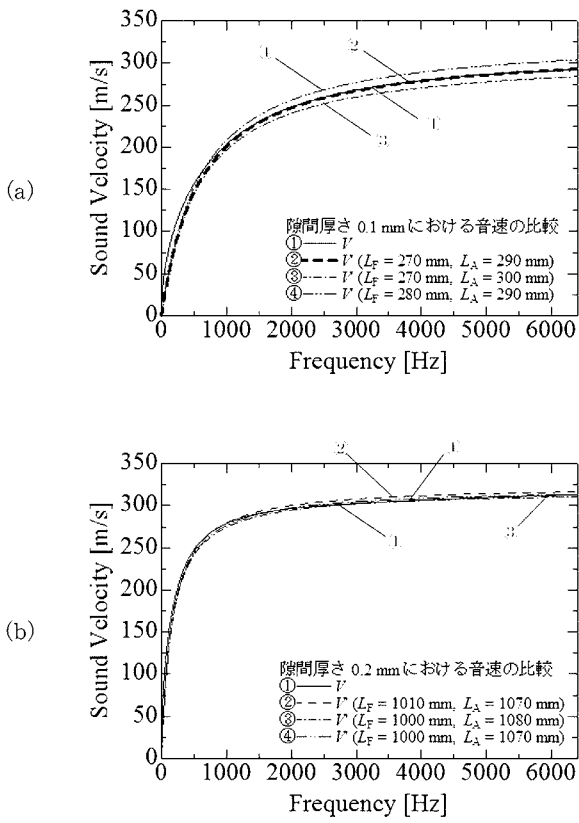 (a)
Sound Velocity [m/s]
350
300
250
200
150
100
50
0
①
②
③
隙間厚さ 0.1 mmにおける音速の比較
① V
② V' (LF = 270 mm, LA = 290 mm)
③ V' (LF = 270 mm, LA = 300 mm)
④ V' (LF = 280 mm, LA = 290 mm)
0 1000 2000 3000 4000 5000 6000
Frequency [Hz]
(b)
Sound Velocity [m/s]
350
300
250
200
150
100
50
0
②
①
③
隙間厚さ 0.2 mmにおける音速の比較
① V
② V' (LF = 1010 mm, LA = 1070 mm)
③ V' (LF = 1000 mm, LA = 1080 mm)
④ V' (LF = 1000 mm, LA = 1070 mm)
0 1000 2000 3000 4000 5000 6000
Frequency [Hz]